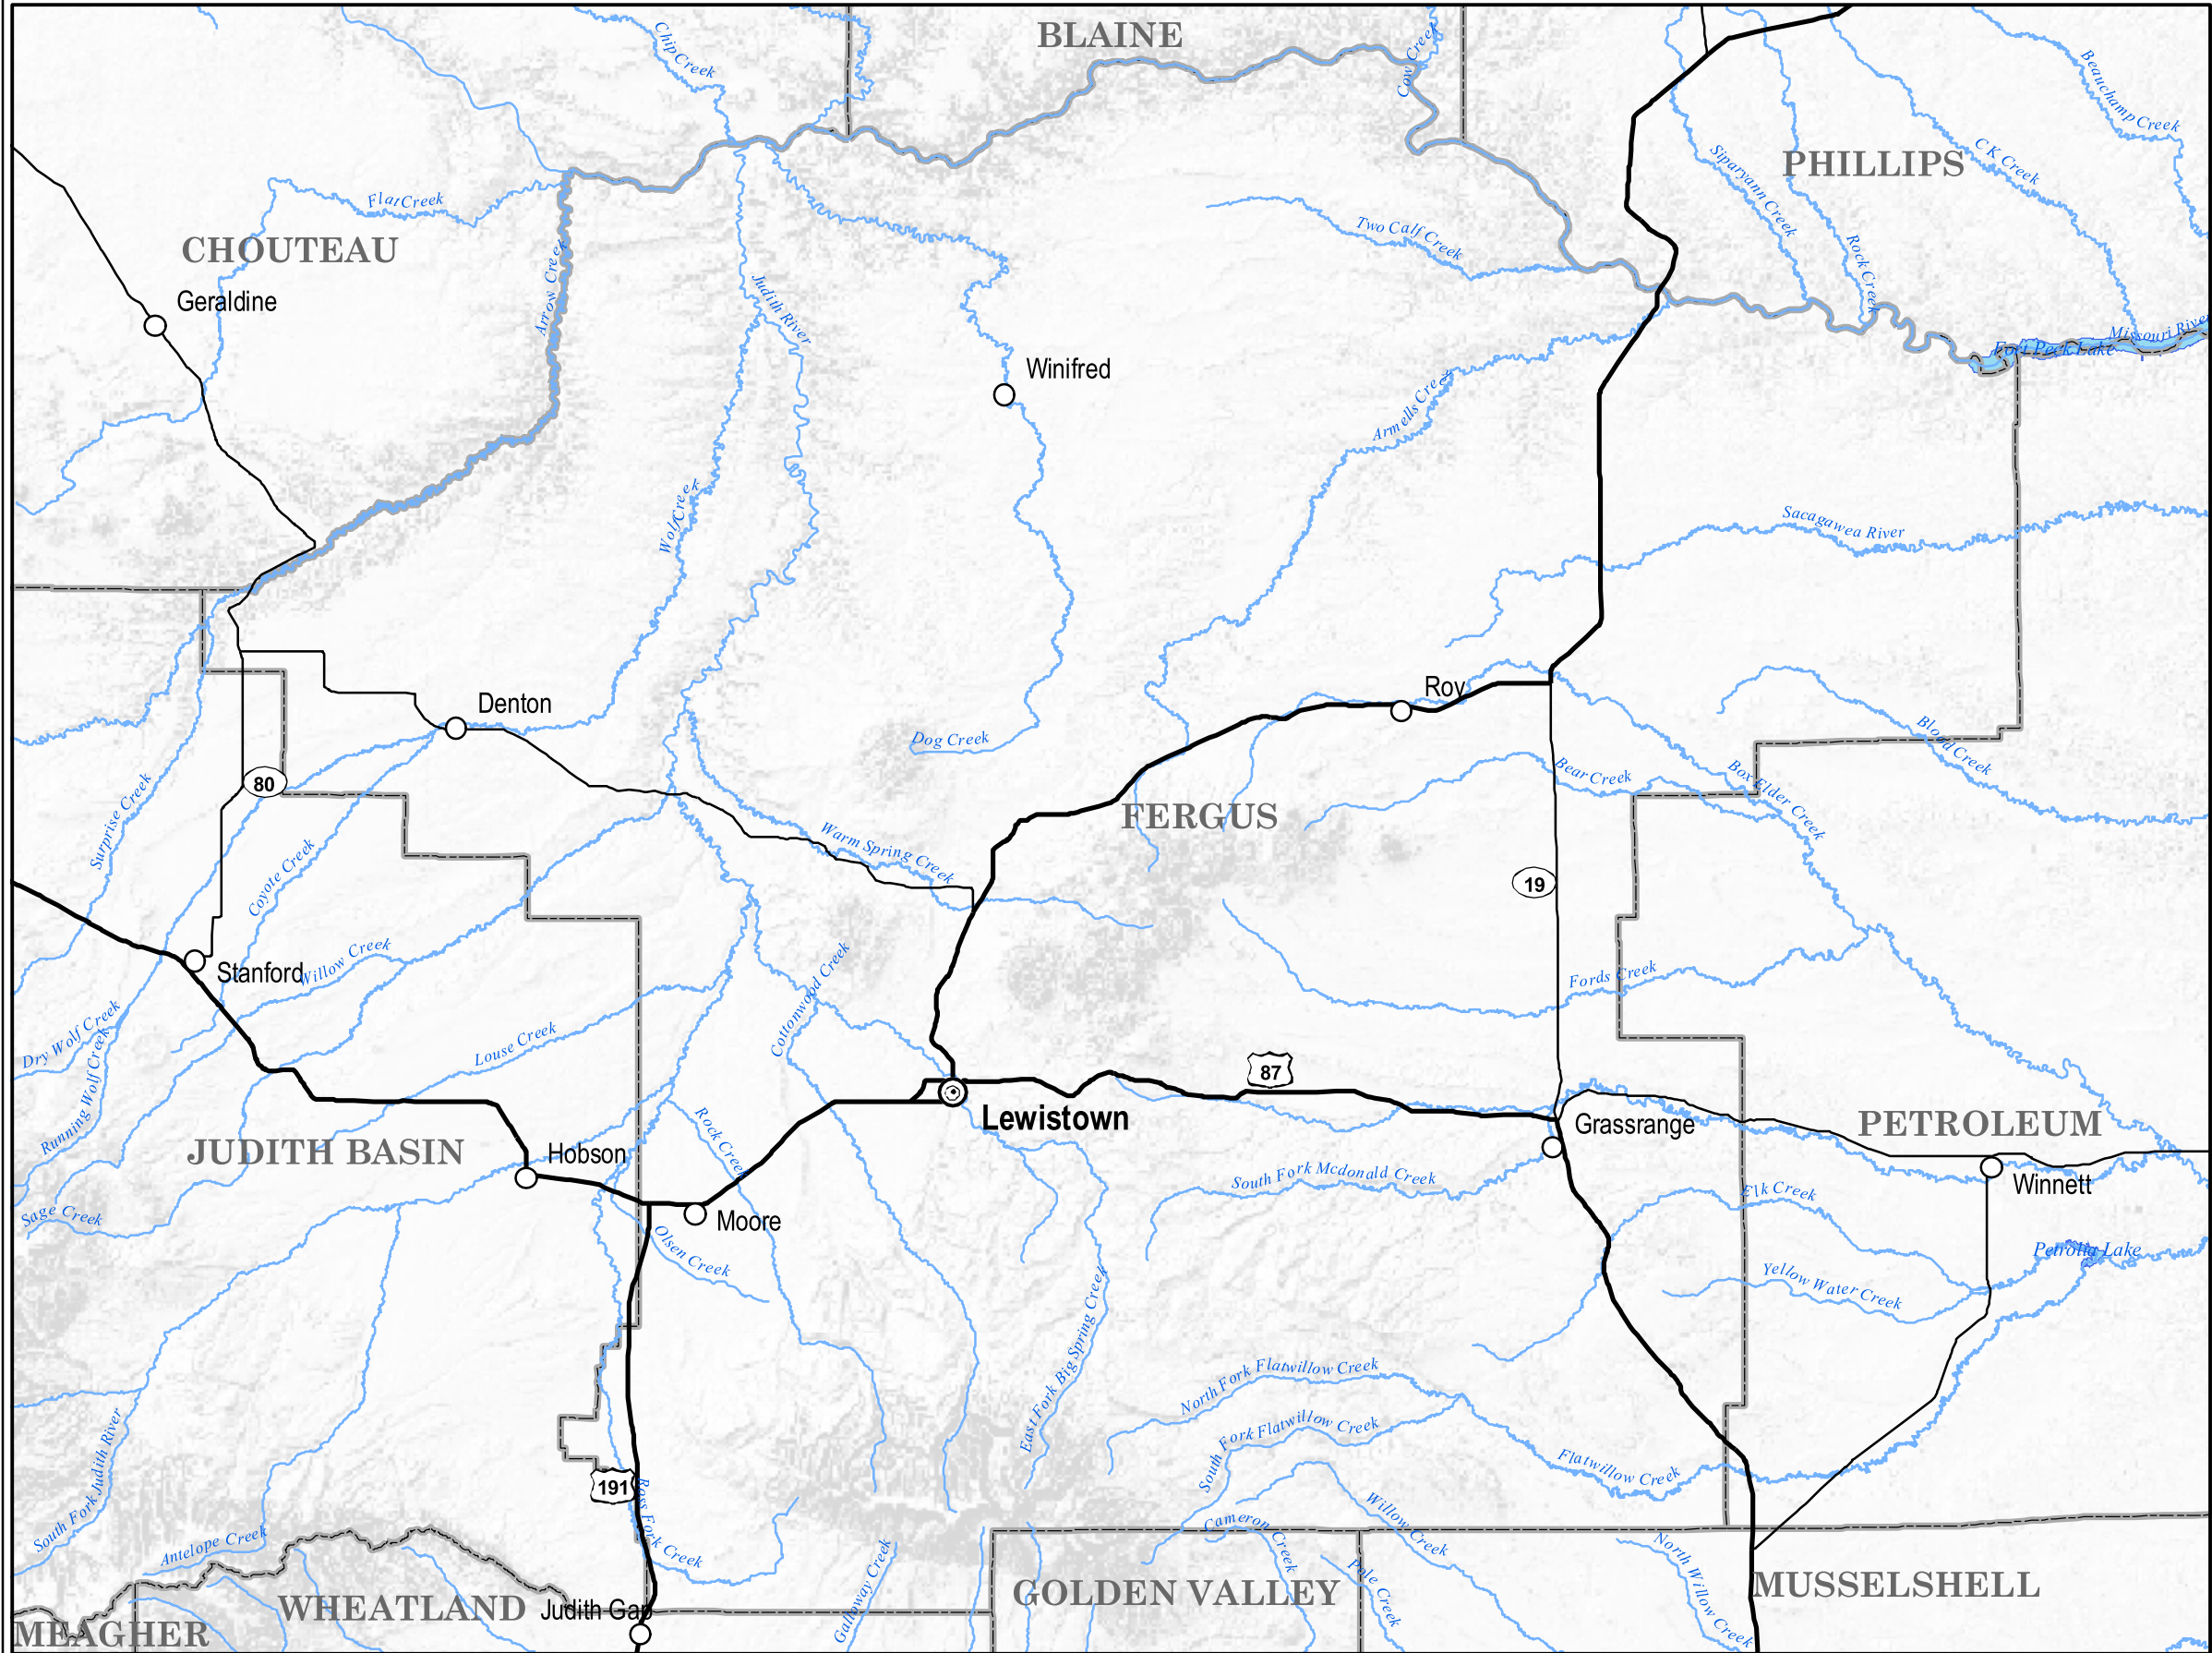 BLAINE
Chip Creek
Cow Creek
Beauchamp Creek
CK Creek
PHILLIPS
Siparyann Creek
Rock Creek
Flat Creek
CHOUTEAU
Two Calf Creek
Arrow Creek
Geraldine
Judith River
Missouri River
Fort Peck Lake
Winifred
Armells Creek
Wolf Creek
Sacagawea River
Denton
Roy
Dog Creek
Blood Creek
80
Bear Creek
Box Elder Creek
Surprise Creek
FERGUS
Warm Spring Creek
Coyote Creek
19
Willow Creek
Stanford
Cottonwood Creek
Fords Creek
Dry Wolf Creek
Louse Creek
Running Wolf Creek
87
Lewistown
Rock Creek
Grassrange
PETROLEUM
JUDITH BASIN
Hobson
South Fork Mcdonald Creek
Elk Creek
Winnett
Sage Creek
Moore
Olsen Creek
Petrolia Lake
Yellow Water Creek
East Fork Big Spring Creek
North Fork Flatwillow Creek
South Fork Flatwillow Creek
Flatwillow Creek
South Fork Judith River
191
Ross Fork Creek
Willow Creek
Cameron Creek
Antelope Creek
Galloway Creek
Pole Creek
North Willow Creek
GOLDEN VALLEY
MUSSELSHELL
WHEATLAND
Judith Gap
MEAGHER